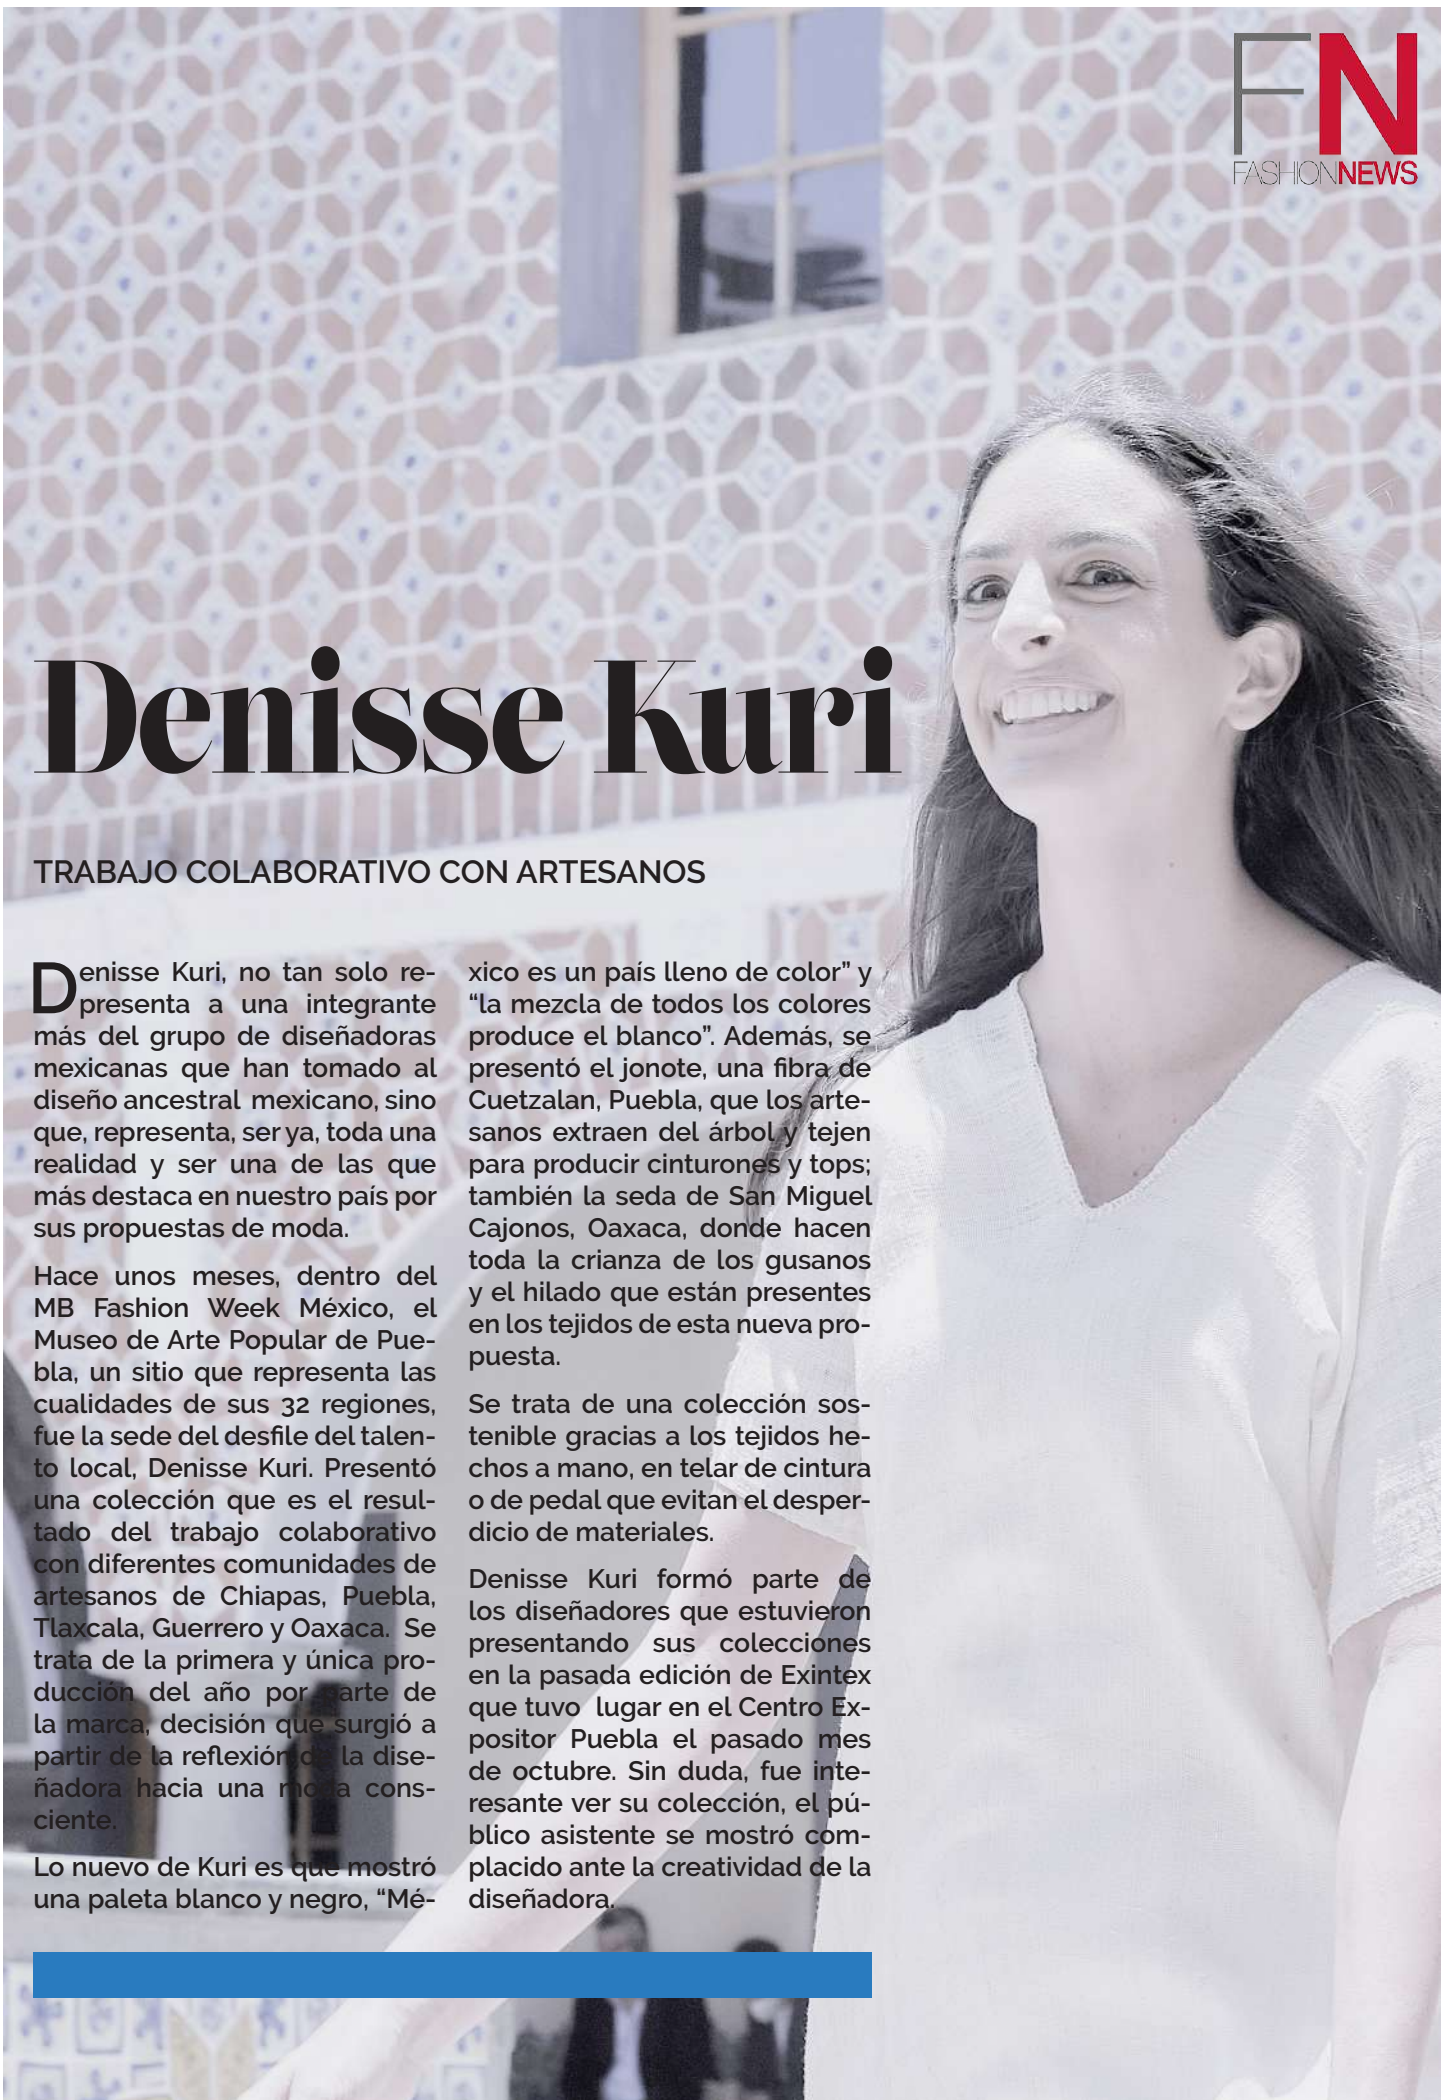 FN
FASHIONNEWS
Denisse Kuri
TRABAJO COLABORATIVO CON ARTESANOS
Denisse Kuri, no tan solo re-
presenta a una integrante
más del grupo de diseñadoras
mexicanas que han tomado al
diseño ancestral mexicano, sino
que, representa, ser ya, toda una
realidad y ser una de las que
más destaca en nuestro país por
sus propuestas de moda.
Hace unos meses, dentro del
MB Fashion Week México, el
Museo de Arte Popular de Pue-
bla, un sitio que representa las
cualidades de sus 32 regiones,
fue la sede del desfile del talen-
to local, Denisse Kuri. Presentó
una colección que es el resul-
tado del trabajo colaborativo
con diferentes comunidades de
artesanos de Chiapas, Puebla,
Tlaxcala, Guerrero y Oaxaca. Se
trata de la primera y única pro-
ducción del año por parte de
la marca, decisión que surgió a
partir de la reflexión de la dise-
ñadora hacia una moda cons-
ciente.
Lo nuevo de Kuri es que mostró
una paleta blanco y negro, “Mé-
xico es un país lleno de color” y
“la mezcla de todos los colores
produce el blanco”. Además, se
presentó el jonote, una fibra de
Cuetzalan, Puebla, que los arte-
sanos extraen del árbol y tejen
para producir cinturones y tops;
también la seda de San Miguel
Cajonos, Oaxaca, donde hacen
toda la crianza de los gusanos
y el hilado que están presentes
en los tejidos de esta nueva pro-
puesta.
Se trata de una colección sos-
tenible gracias a los tejidos he-
chos a mano, en telar de cintura
o de pedal que evitan el desper-
dicio de materiales.
Denisse Kuri formó parte de
los diseñadores que estuvieron
presentando sus colecciones
en la pasada edición de Exintex
que tuvo lugar en el Centro Ex-
positor Puebla el pasado mes
de octubre. Sin duda, fue inte-
resante ver su colección, el pú-
blico asistente se mostró com-
placido ante la creatividad de la
diseñadora.